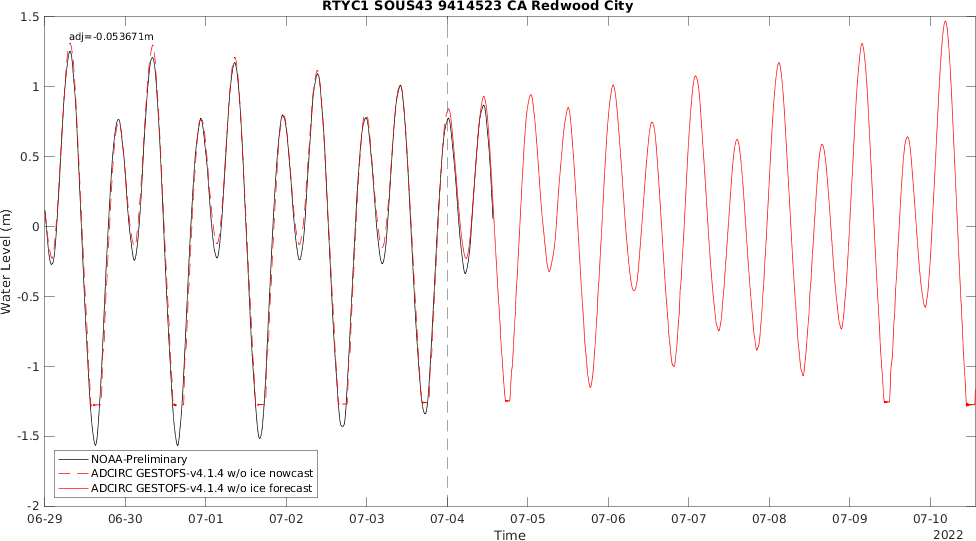 RTYC1 SOUS43 9414523 CA Redwood City
adj=-0.053671m
1.5
1
0.5
0
-0.5
-1
-1.5
-2
Water Level (m)
NOAA-Preliminary
ADCIRC GESTOFS-v4.1.4 w/o ice nowcast
ADCIRC GESTOFS-v4.1.4 w/o ice forecast
06-29 06-30 07-01 07-02 07-03 07-04 07-05 07-06 07-07 07-08 07-09 07-10
Time
2022